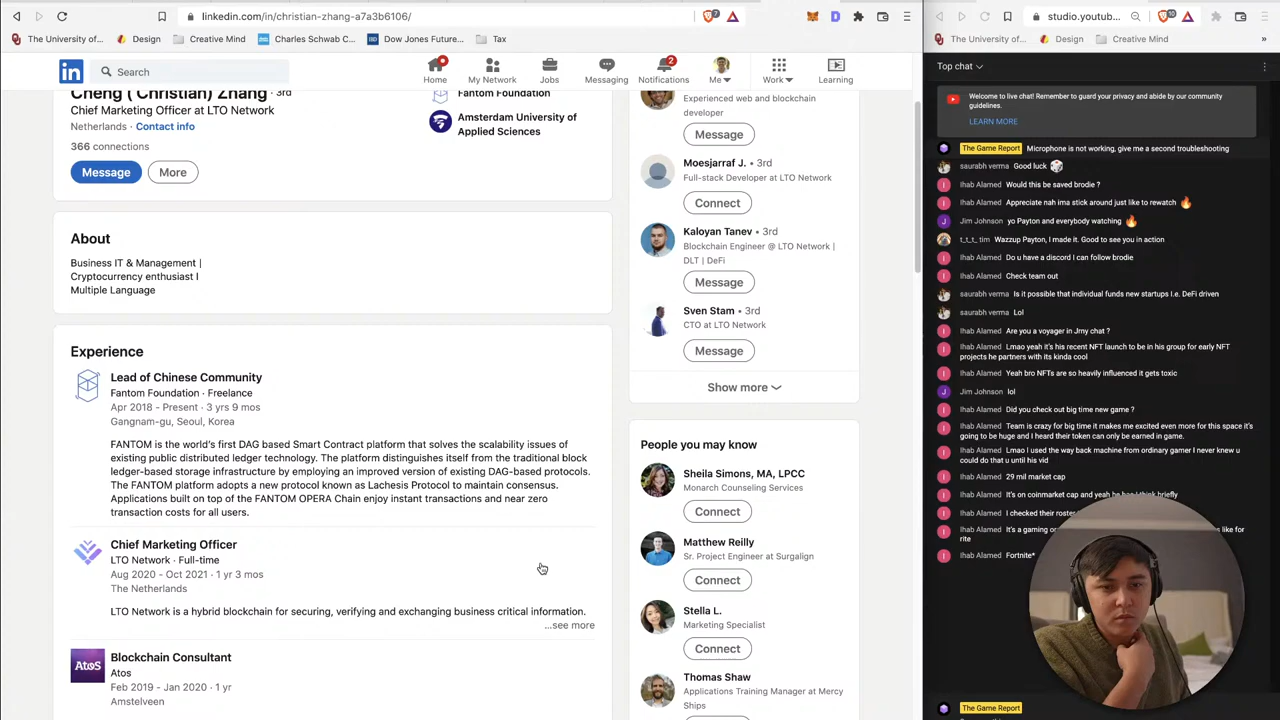 linkedin.com/in/christian-zhang-a7a3b6106/
The University of...
Design
Creative Mind
Charles Schwab C...
Dow Jones Future...
Tax
Search
Home
My Network
Jobs
Messaging
Notifications
Me
Work
Learning
Cheng ( Christian) Zhang · 3rd
Chief Marketing Officer at LTO Network
Netherlands · Contact info
366 connections
Message
More
Fantom Foundation
Amsterdam University of
Applied Sciences
About
Business IT & Management |
Cryptocurrency enthusiast I
Multiple Language
Experience
Lead of Chinese Community
Fantom Foundation · Freelance
Apr 2018 - Present · 3 yrs 9 mos
Gangnam-gu, Seoul, Korea
FANTOM is the world's first DAG based Smart Contract platform that solves the scalability issues of
existing public distributed ledger technology. The platform distinguishes itself from the traditional block
ledger-based storage infrastructure by employing an improved version of existing DAG-based protocols.
The FANTOM platform adopts a new protocol known as Lachesis Protocol to maintain consensus.
Applications built on top of the FANTOM OPERA Chain enjoy instant transactions and near zero
transaction costs for all users.
Chief Marketing Officer
LTO Network · Full-time
Aug 2020 - Oct 2021 · 1 yr 3 mos
The Netherlands
LTO Network is a hybrid blockchain for securing, verifying and exchanging business critical information.
...see more
Atos
Blockchain Consultant
Atos
Feb 2019 - Jan 2020 · 1 yr
Amstelveen
Experienced web and blockchain
developer
Message
Moesjarraf J. • 3rd
Full-stack Developer at LTO Network
Connect
Kaloyan Tanev • 3rd
Blockchain Engineer @ LTO Network |
DLT | DeFi
Message
Sven Stam • 3rd
CTO at LTO Network
Message
Show more
People you may know
Sheila Simons, MA, LPCC
Monarch Counseling Services
Connect
Matthew Reilly
Sr. Project Engineer at Surgalign
Connect
Stella L.
Marketing Specialist
Connect
Thomas Shaw
Applications Training Manager at Mercy
Ships
studio.youtub...
The University of...
Design
Creative Mind
Top chat
Welcome to live chat! Remember to guard your privacy and abide by our community
guidelines.
LEARN MORE
The Game Report Microphone is not working, give me a second troubleshooting
saurabh verma Good luck
Ihab Alamed Would this be saved brodie ?
Ihab Alamed Appreciate nah ima stick around just like to rewatch
Jim Johnson yo Payton and everybody watching
t_t_t_ tim Wazzup Payton, I made it. Good to see you in action
Ihab Alamed Do u have a discord I can follow brodie
Ihab Alamed Check team out
saurabh verma Is it possible that individual funds new startups I.e. DeFi driven
saurabh verma Lol
Ihab Alamed Are you a voyager in Jrny chat ?
Ihab Alamed Lmao yeah it's his recent NFT launch to be in his group for early NFT
projects he partners with its kinda cool
Ihab Alamed Yeah bro NFTs are so heavily influenced it gets toxic
Jim Johnson lol
Ihab Alamed Did you check out big time new game ?
Ihab Alamed Team is crazy for big time it makes me excited even more for this space it's
going to be huge and I heard their token can only be earned in game.
Ihab Alamed Lmao I used the way back machine from ordinary gamer I never knew u
could do that u until his vid
Ihab Alamed 29 mil market cap
Ihab Alamed It's on coinmarket cap and yeah he has I think briefly
Ihab Alamed I checked their roster
Ihab Alamed It's a gaming or s like for
rite
Ihab Alamed Fortnite*
The Game Report